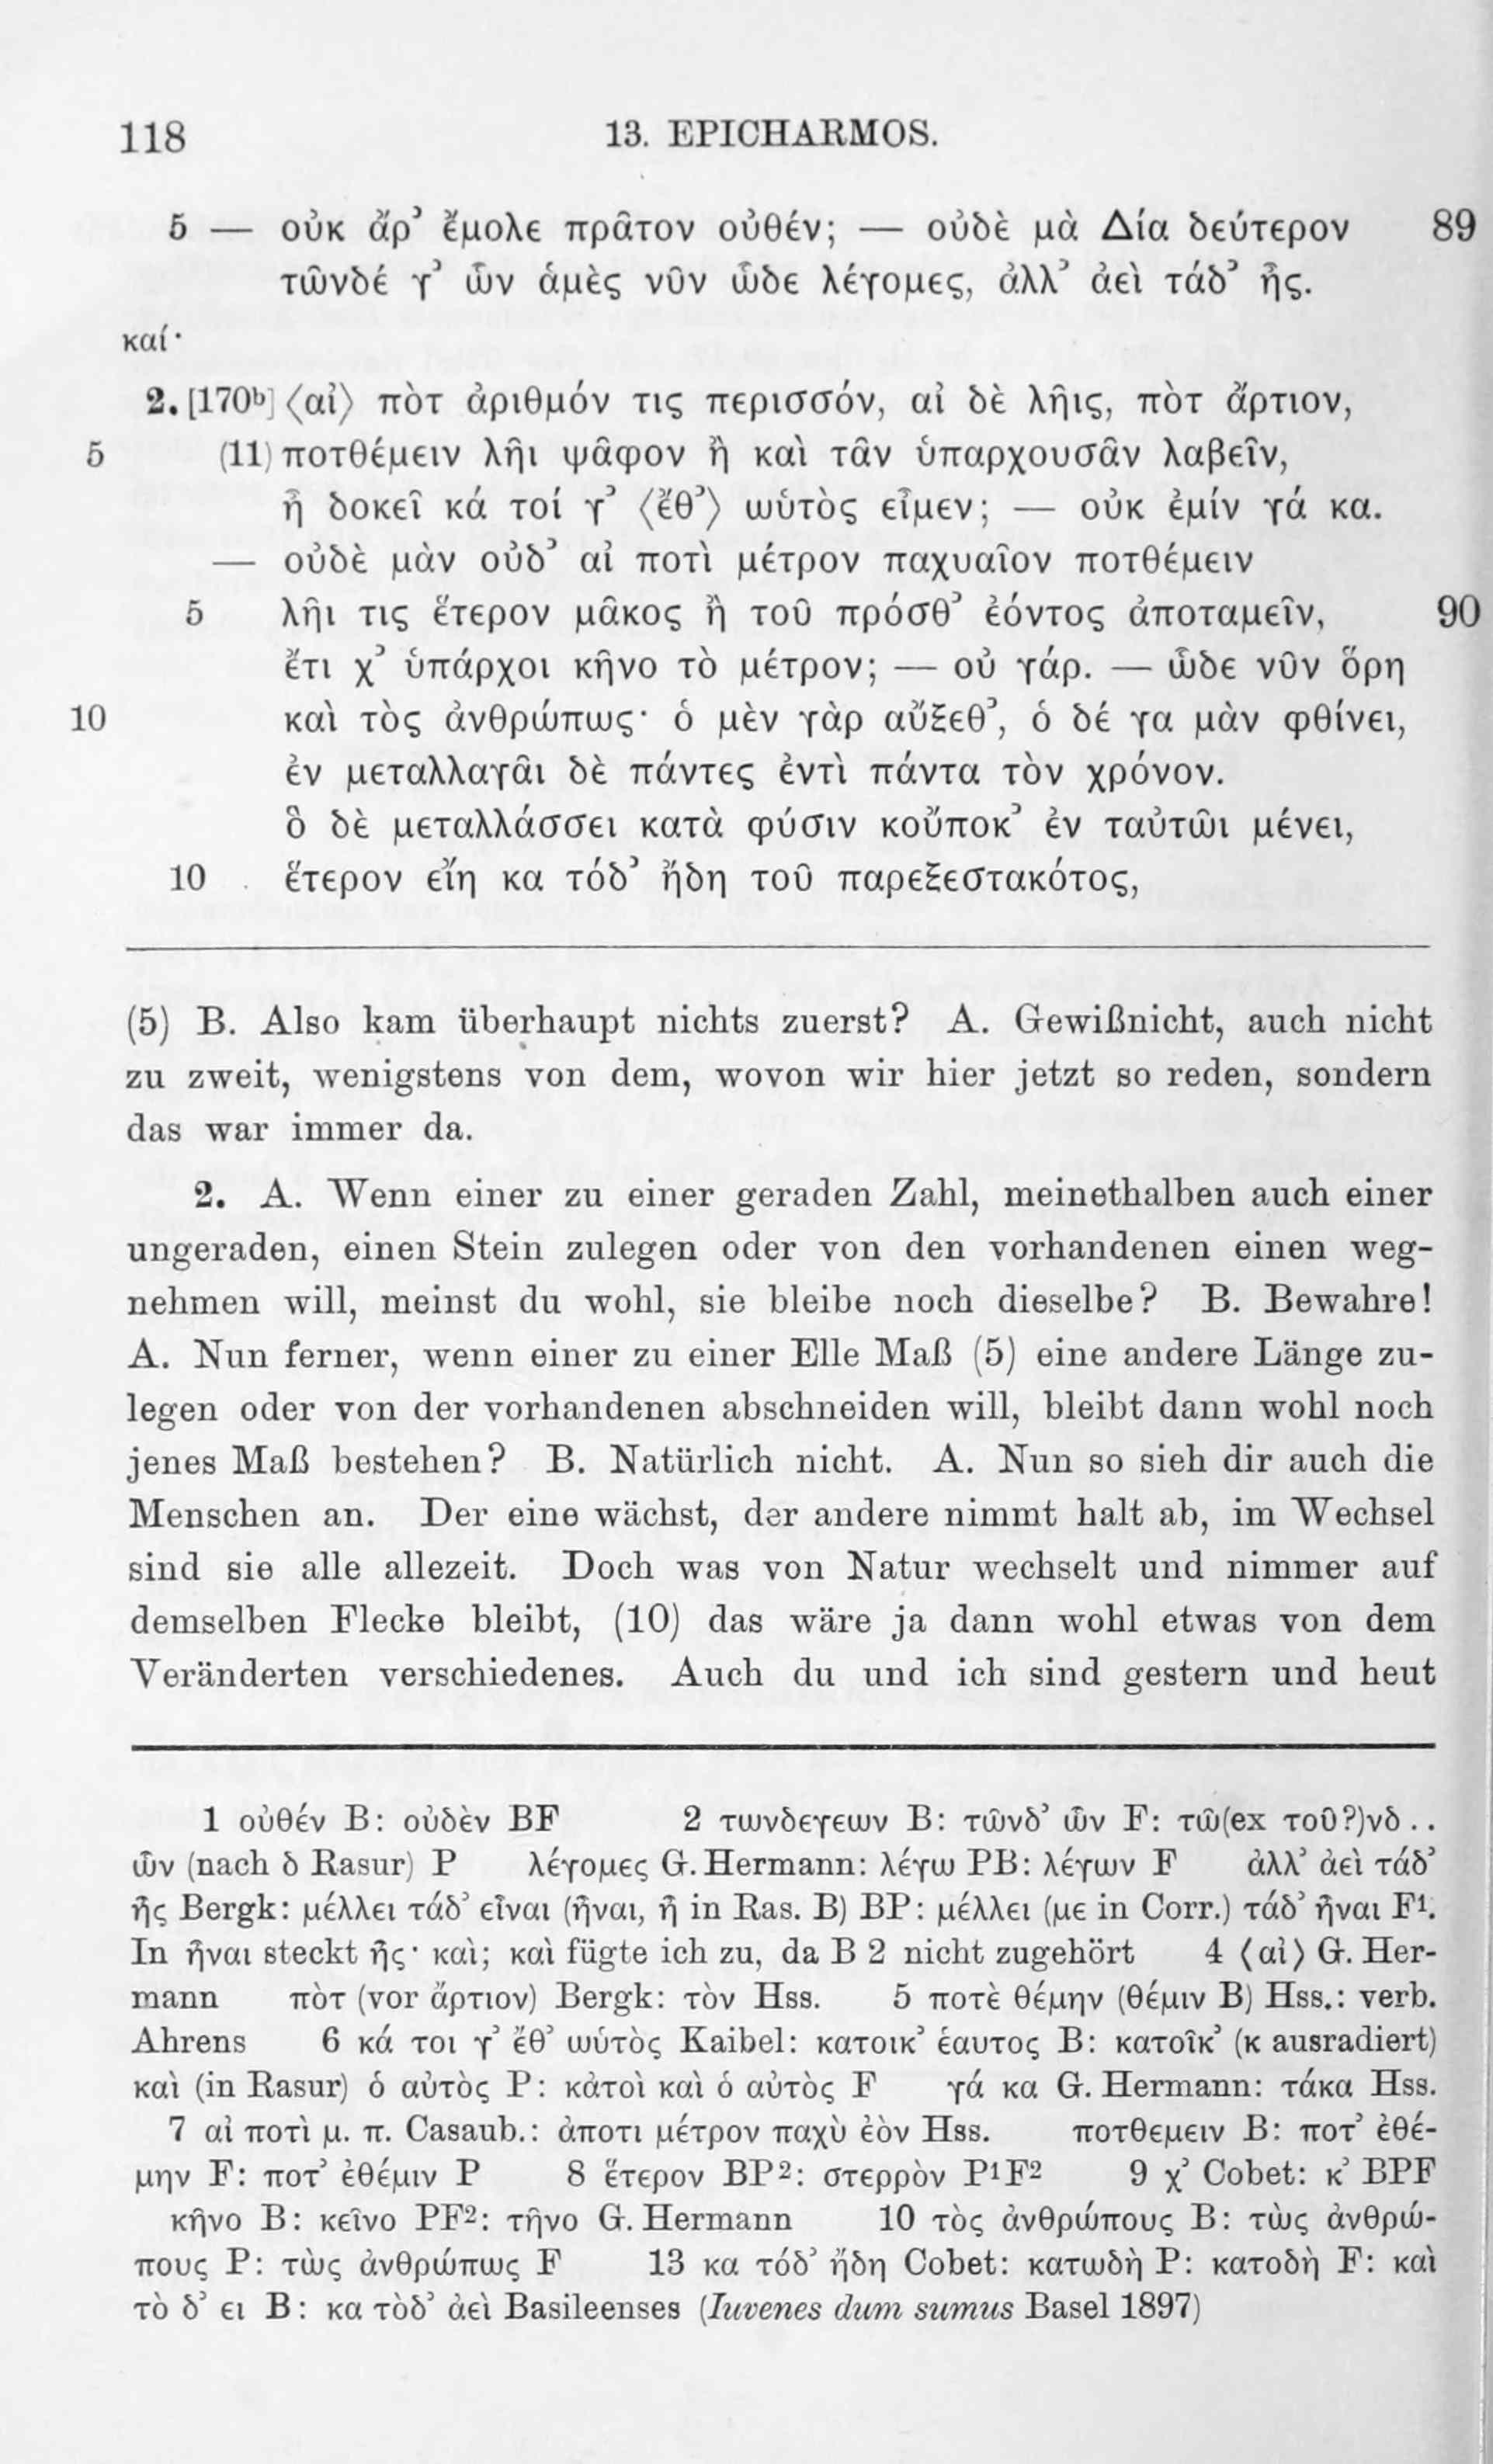 118 13. EPICHARMOS.
5 — οὐκ ἄρ’ ἔμολε πρᾶτον οὐθέν; — οὐδὲ μὰ Δία δεύτερον 89
τῶνδέ γ’ ὧν ἁμὲς νῦν ὧδε λέγομες, ἀλλ’ ἀεὶ τάδ’ ἦς.
καί·
2. [170ᵇ] ⟨αἰ⟩ πὸτ ἀριθμόν τις περισσόν, αἰ δὲ λῆις, πὸτ ἄρτιον,
5 (11) ποτθέμειν λῆι ψᾶφον ἢ καὶ τᾶν ὑπαρχουσᾶν λαβεῖν,
ἦ δοκεῖ κά τοί γ’ ⟨ἔθ’⟩ ωὑτὸς εἶμεν; — οὐκ ἐμίν γά κα.
— οὐδὲ μὰν οὐδ’ αἰ ποτὶ μέτρον παχυαῖον ποτθέμειν
5 λῆι τις ἕτερον μᾶκος ἢ τοῦ πρόσθ’ ἐόντος ἀποταμεῖν, 90
ἔτι χ’ ὑπάρχοι κῆνο τὸ μέτρον; — οὐ γάρ. — ὧδε νῦν ὅρη
10 καὶ τὸς ἀνθρώπως· ὁ μὲν γὰρ αὔξεθ’, ὁ δέ γα μὰν φθίνει,
ἐν μεταλλαγᾶι δὲ πάντες ἐντὶ πάντα τὸν χρόνον.
ὃ δὲ μεταλλάσσει κατὰ φύσιν κοὔποκ’ ἐν ταὐτῶι μένει,
10 ἕτερον εἴη κα τόδ’ ἤδη τοῦ παρεξεστακότος,
(5) B. Also kam überhaupt nichts zuerst? A. Gewißnicht, auch nicht
zu zweit, wenigstens von dem, wovon wir hier jetzt so reden, sondern
das war immer da.
2. A. Wenn einer zu einer geraden Zahl, meinethalben auch einer
ungeraden, einen Stein zulegen oder von den vorhandenen einen weg-
nehmen will, meinst du wohl, sie bleibe noch dieselbe? B. Bewahre!
A. Nun ferner, wenn einer zu einer Elle Maß (5) eine andere Länge zu-
legen oder von der vorhandenen abschneiden will, bleibt dann wohl noch
jenes Maß bestehen? B. Natürlich nicht. A. Nun so sieh dir auch die
Menschen an. Der eine wächst, der andere nimmt halt ab, im Wechsel
sind sie alle allezeit. Doch was von Natur wechselt und nimmer auf
demselben Flecke bleibt, (10) das wäre ja dann wohl etwas von dem
Veränderten verschiedenes. Auch du und ich sind gestern und heut
1 οὐθέν B: οὐδὲν BF 2 τωνδεγεων B: τῶνδ’ ὧν F: τῶ(ex τοῦ?)νδ..
ὧν (nach δ Rasur) P λέγομες G. Hermann: λέγω PB: λέγων F ἀλλ’ ἀεὶ τάδ’
ἦς Bergk: μέλλει τάδ’ εἶναι (ἦναι, ἦ in Ras. B) BP: μέλλει (με in Corr.) τάδ’ ἦναι F¹.
In ἦναι steckt ἦς· καὶ; καὶ fügte ich zu, da B 2 nicht zugehört 4 ⟨αἰ⟩ G. Her-
mann πὸτ (vor ἄρτιον) Bergk: τὸν Hss. 5 ποτὲ θέμην (θέμιν B) Hss.: verb.
Ahrens 6 κά τοι γ’ ἔθ’ ωὑτὸς Kaibel: κατοικ’ ἑαυτος B: κατοῖκ’ (κ ausradiert)
καὶ (in Rasur) ὁ αὐτὸς P: κἀτοὶ καὶ ὁ αὐτὸς F γά κα G. Hermann: τάκα Hss.
7 αἰ ποτὶ μ. π. Casaub.: ἀποτι μέτρον παχὺ ἐὸν Hss. ποτθεμειν B: ποτ’ ἐθέ-
μην F: ποτ’ ἐθέμιν P 8 ἕτερον BP²: στερρὸν P¹F² 9 χ’ Cobet: κ’ BPF
κῆνο B: κεῖνο PF²: τῆνο G. Hermann 10 τὸς ἀνθρώπους B: τὼς ἀνθρώ-
πους P: τὼς ἀνθρώπως F 13 κα τόδ’ ἤδη Cobet: κατωδὴ P: κατοδὴ F: καὶ
τὸ δ’ ει B: κα τὸδ’ ἀεὶ Basileenses (Iuvenes dum sumus Basel 1897)